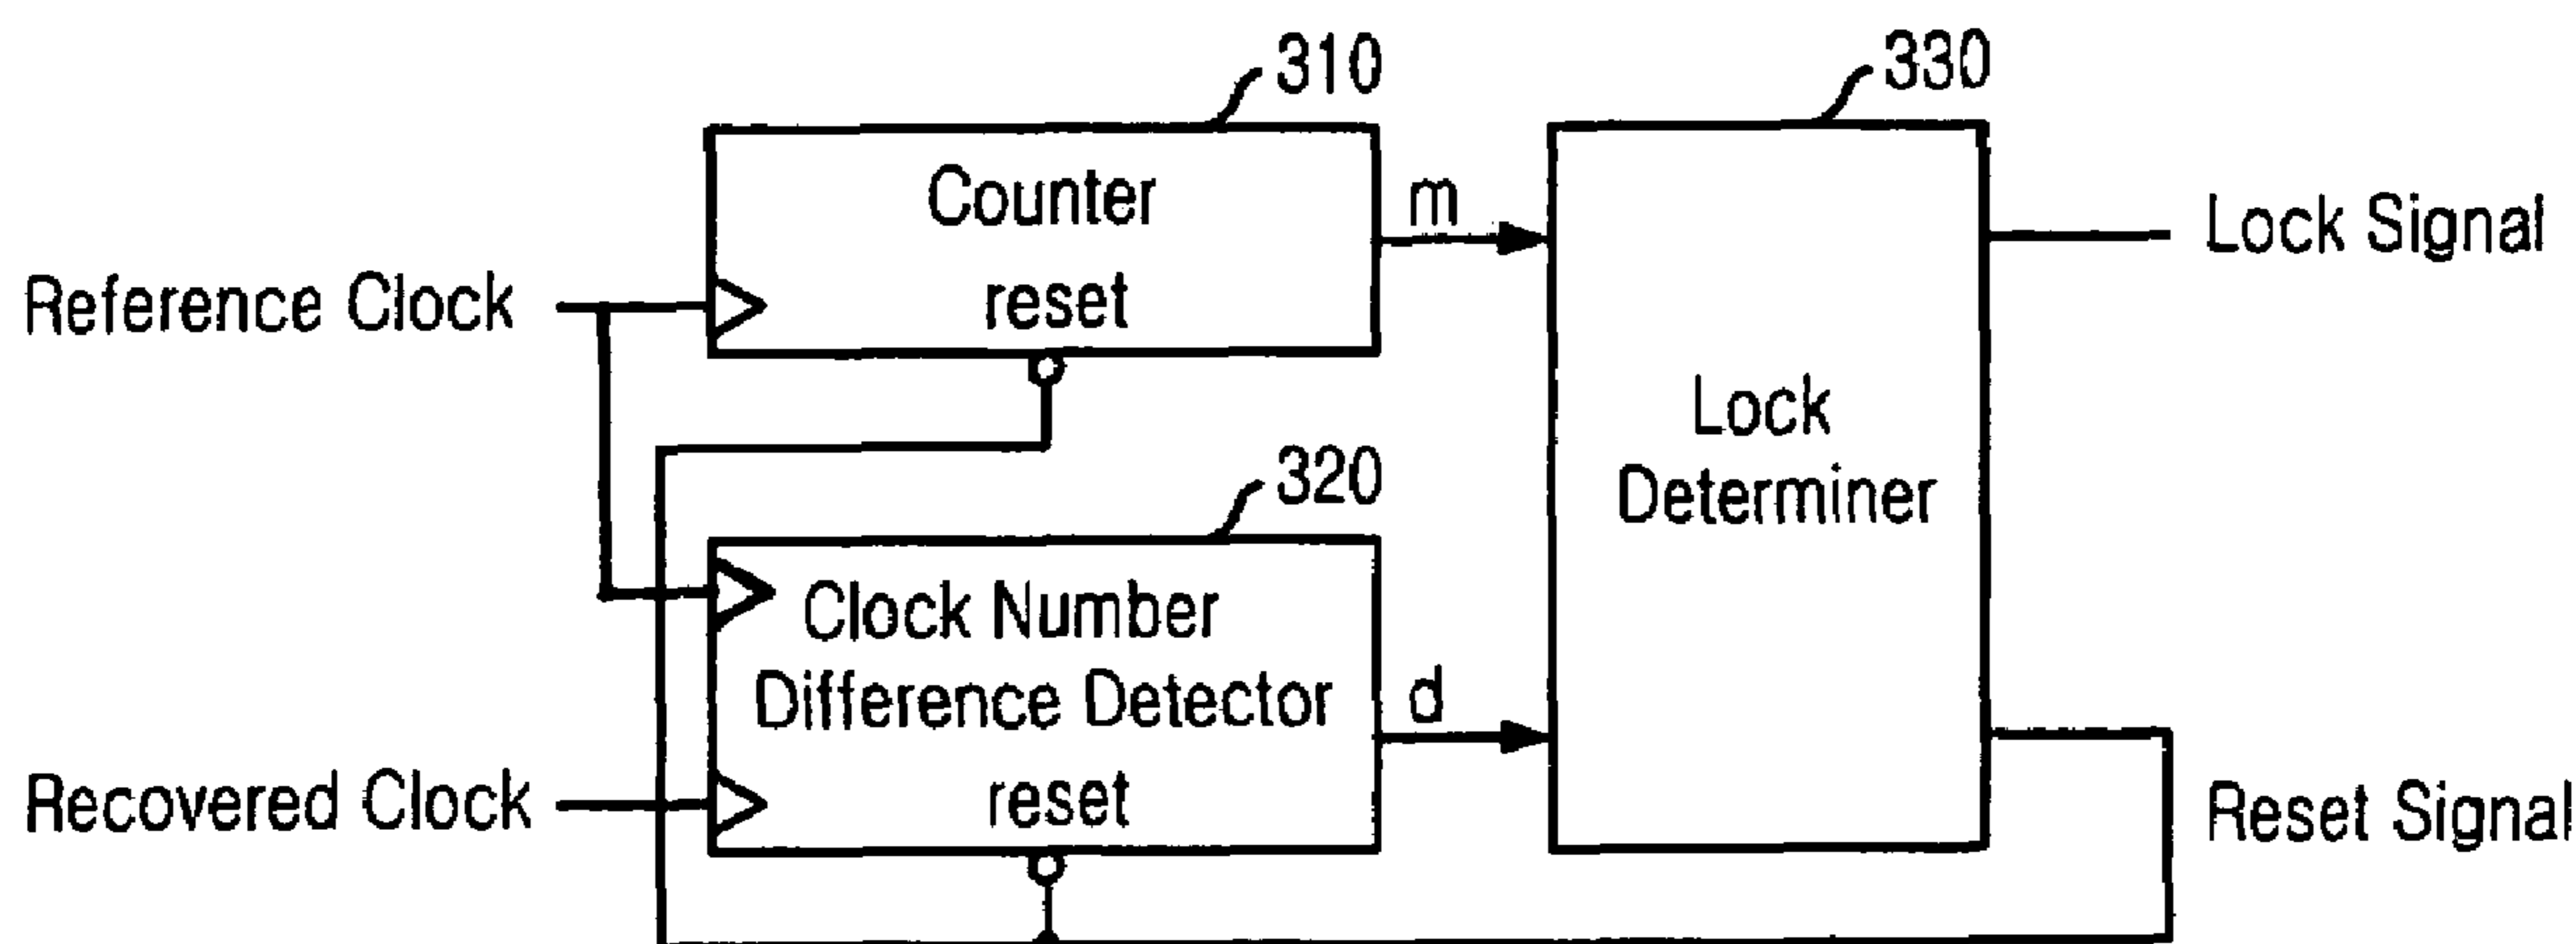 310
330
Counter
reset
m
Lock Signal
Reference Clock
Lock
Determiner
320
Clock Number
Difference Detector
reset
d
Recovered Clock
Reset Signal